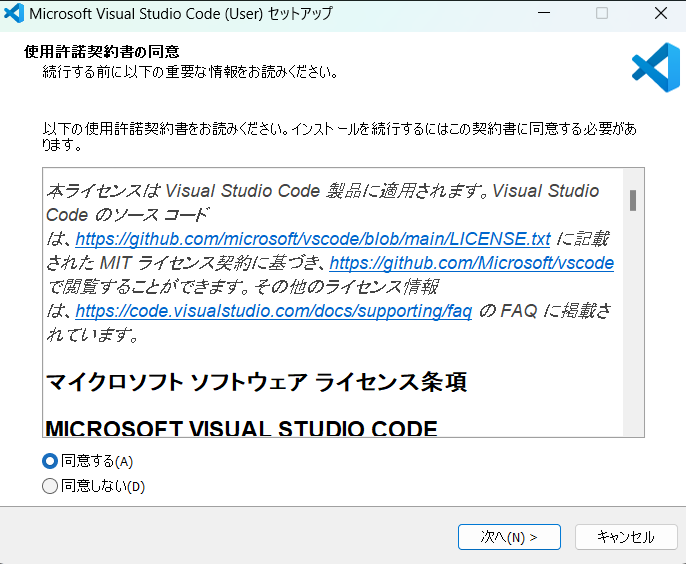 Microsoft Visual Studio Code (User) セットアップ
使用許諾契約書の同意
続行する前に以下の重要な情報をお読みください。
以下の使用許諾契約書をお読みください。インストールを続行するにはこの契約書に同意する必要があ
ります。
本ライセンスは Visual Studio Code 製品に適用されます。Visual Studio
Code のソース コード
は、https://github.com/microsoft/vscode/blob/main/LICENSE.txt に記載
された MIT ライセンス契約に基づき、https://github.com/Microsoft/vscode
で閲覧することができます。その他のライセンス情報
は、https://code.visualstudio.com/docs/supporting/faq の FAQ に掲載さ
れています。
マイクロソフト ソフトウェア ライセンス条項
MICROSOFT VISUAL STUDIO CODE
同意する(A)
同意しない(D)
次へ(N) >
キャンセル